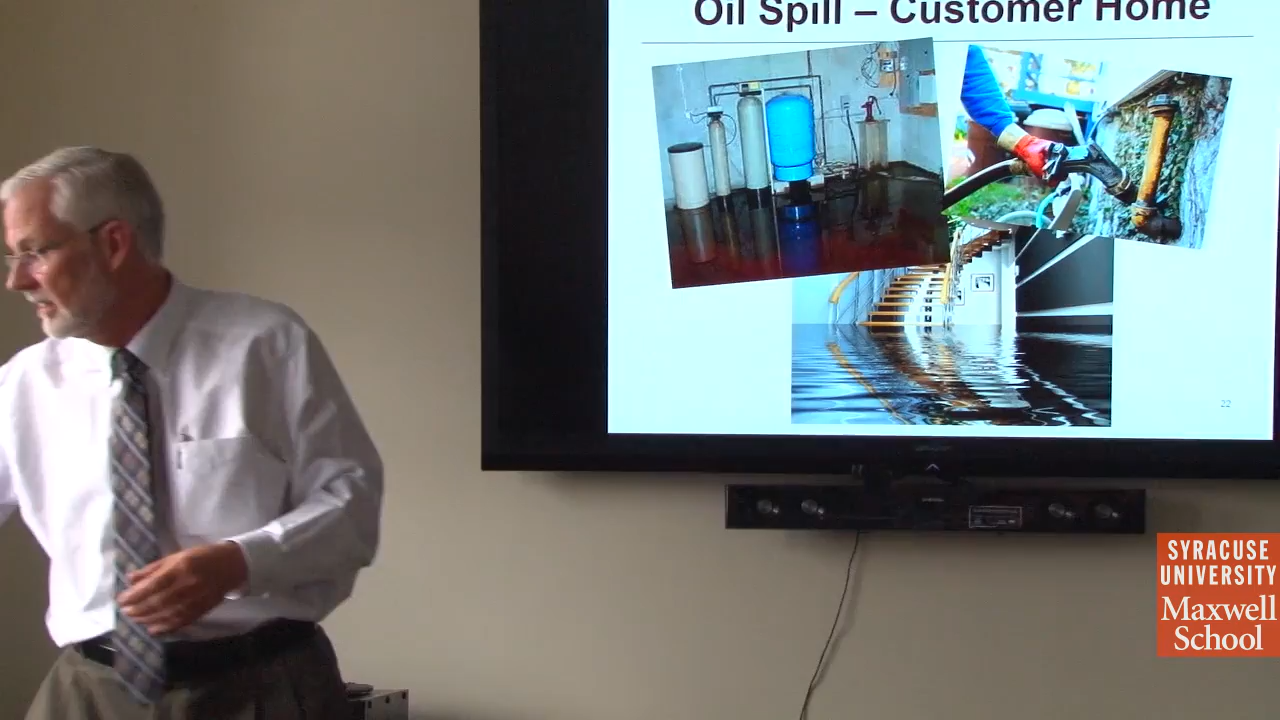 Oil Spill – Customer Home
22
SYRACUSE
UNIVERSITY
Maxwell
School